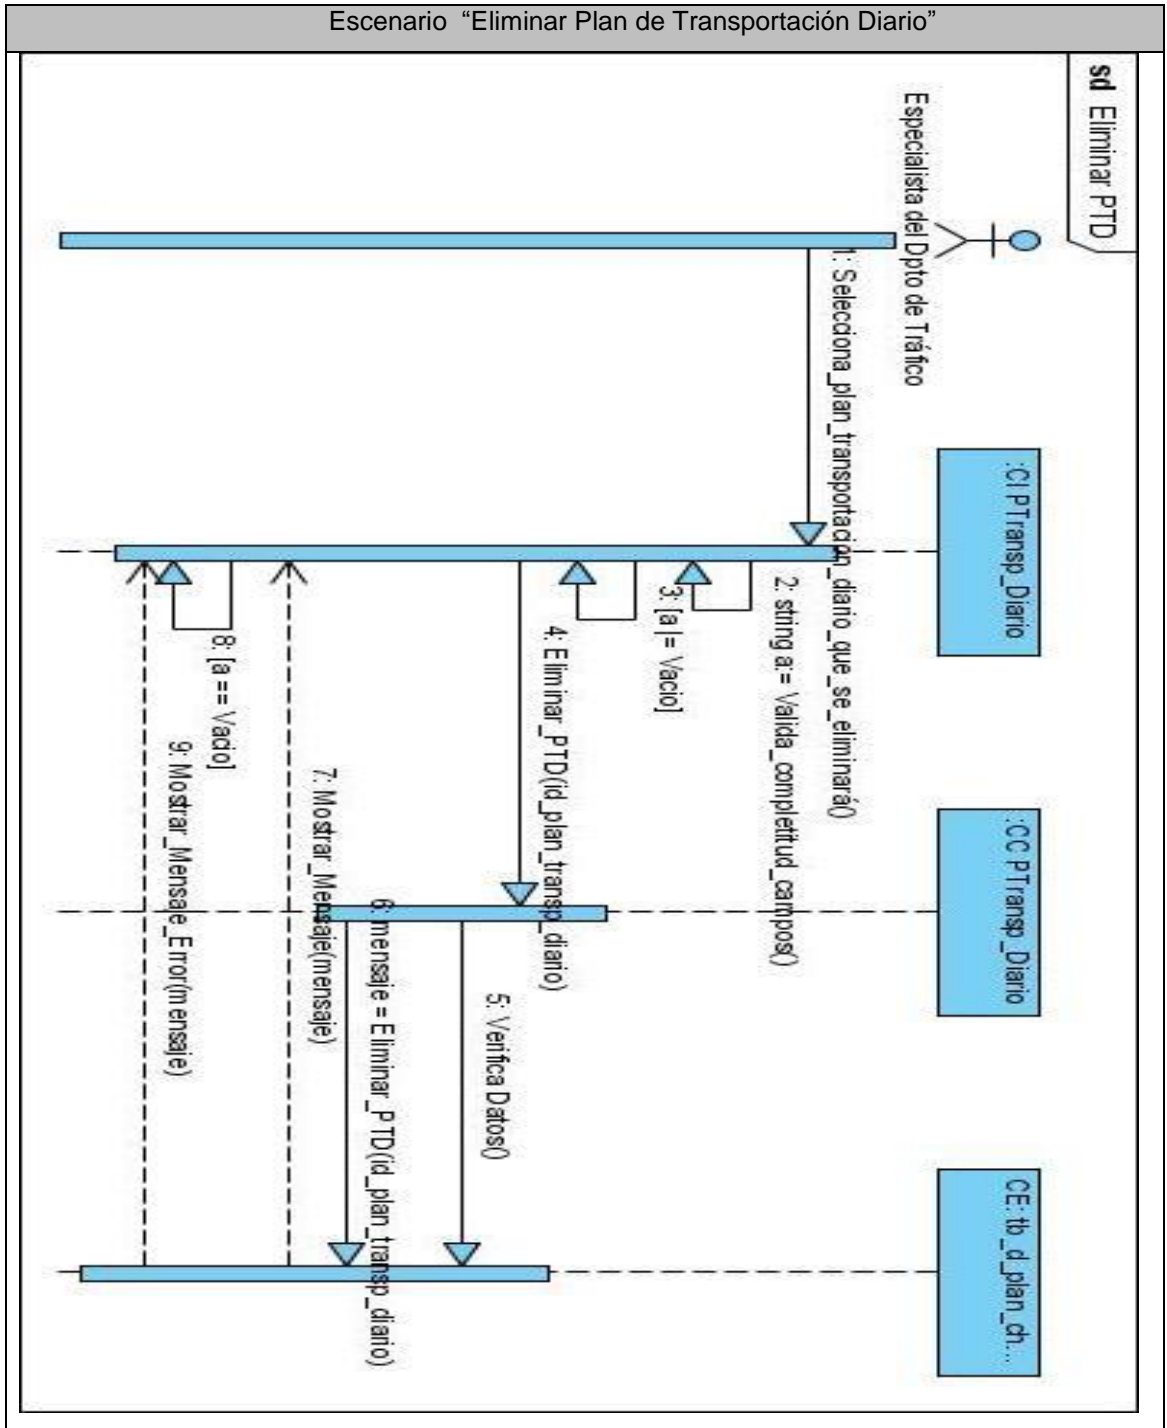 Escenario “Eliminar Plan de Transportación Diario”
sd Eliminar PTD
Especialista del Dpto de Tráfico
:CI PTransp_Diario
:CC PTransp_Diario
CE: tb_d_plan_ch...
1: Selecciona_plan_transportacion_diario_que_se_eliminará()
2: string a:= Valida_completitud_campos()
3: [a |= Vacio]
4: Eliminar_PTD(id_plan_transp_diario)
5: Verifica Datos()
6: mensaje = Eliminar_PTD(id_plan_transp_diario)
7: Mostrar_Mensaje(mensaje)
8: [a == Vacio]
9: Mostrar_Mensae_Error(mensaje)